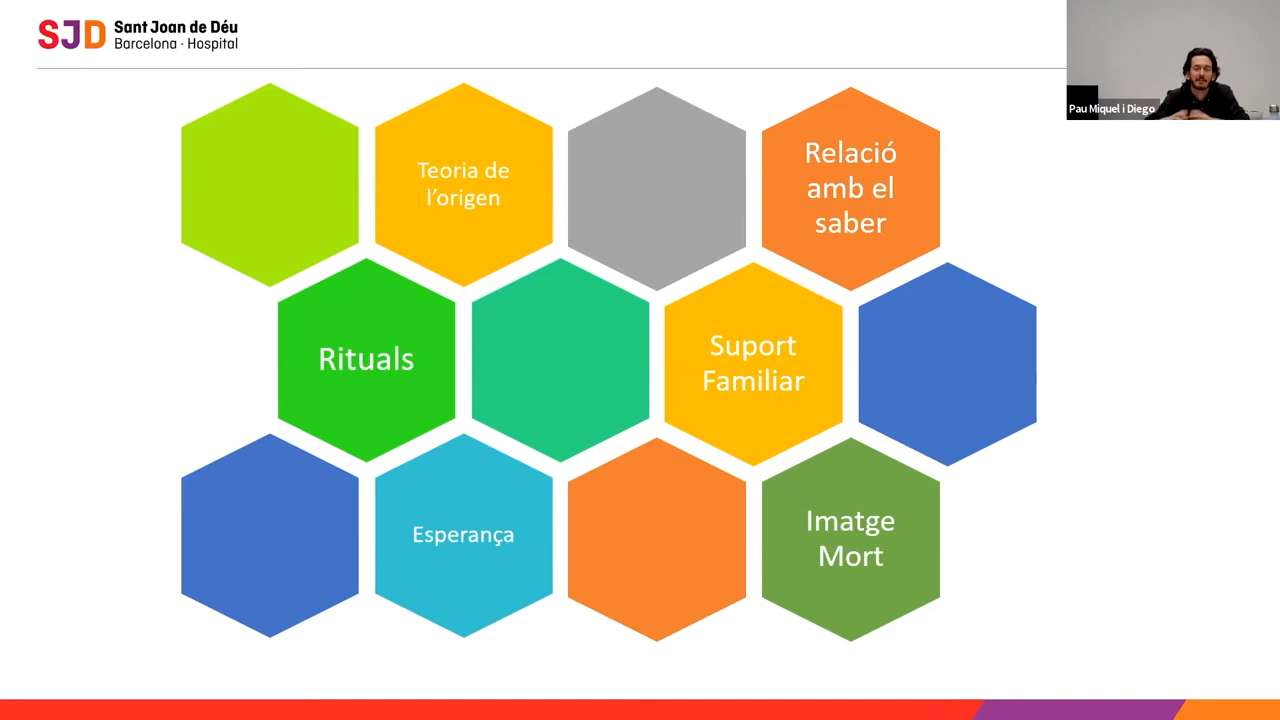 SJD Sant Joan de Déu
Barcelona · Hospital
Pau Miquel i Diego
Teoria de
l'origen
Relació
amb el
saber
Rituals
Suport
Familiar
Esperança
Imatge
Mort